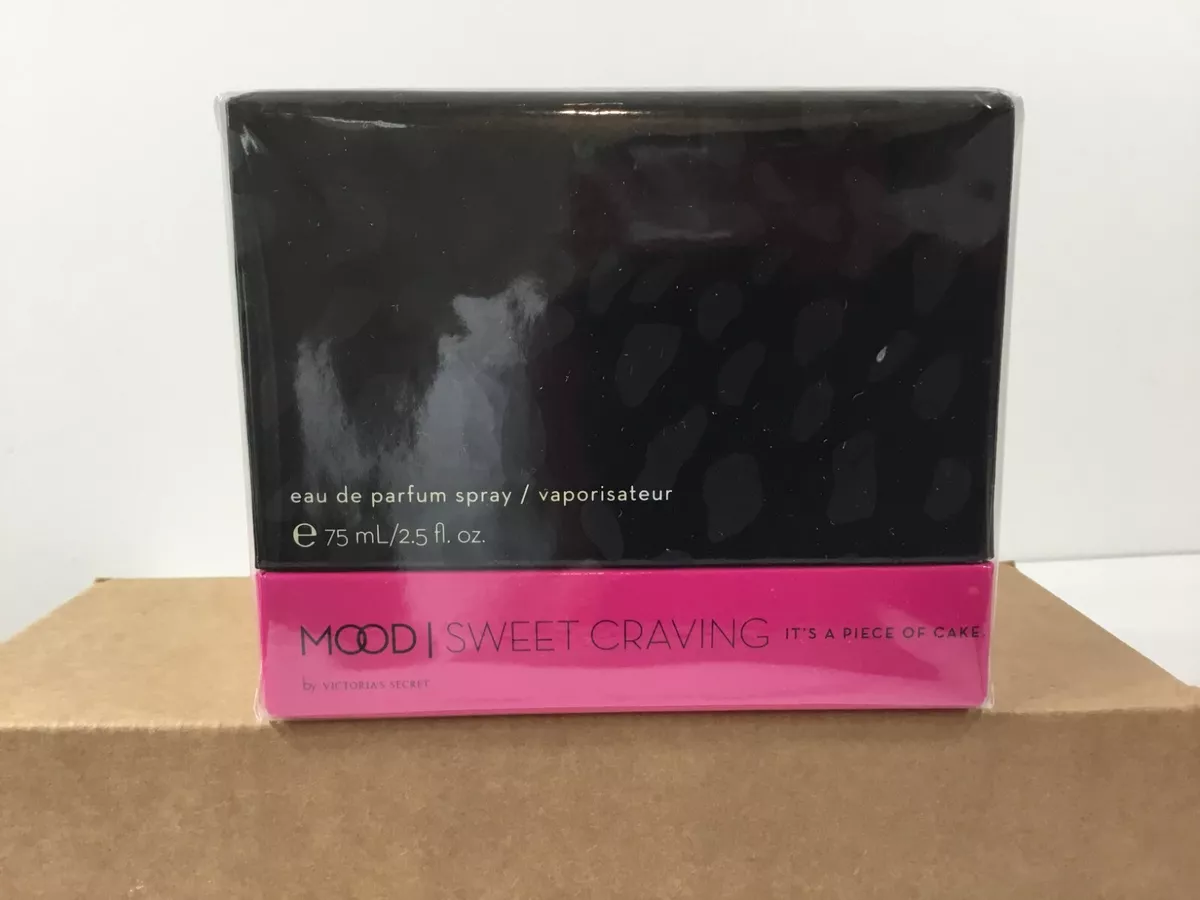 eau de parfum spray / vaporisateur
℮ 75 mL/2.5 fl. oz.
MOOD | SWEET CRAVING IT'S A PIECE OF CAKE.
by VICTORIA'S SECRET